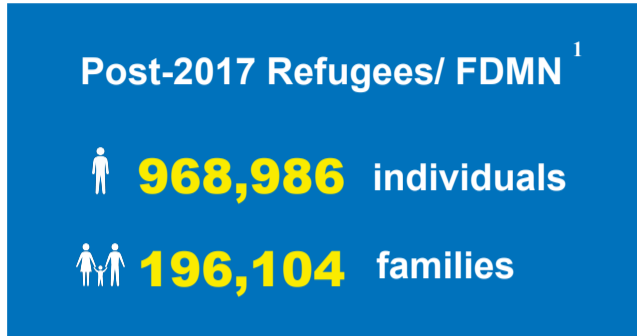 Post-2017 Refugees/ FDMN 1
968,986 individuals
196,104 families